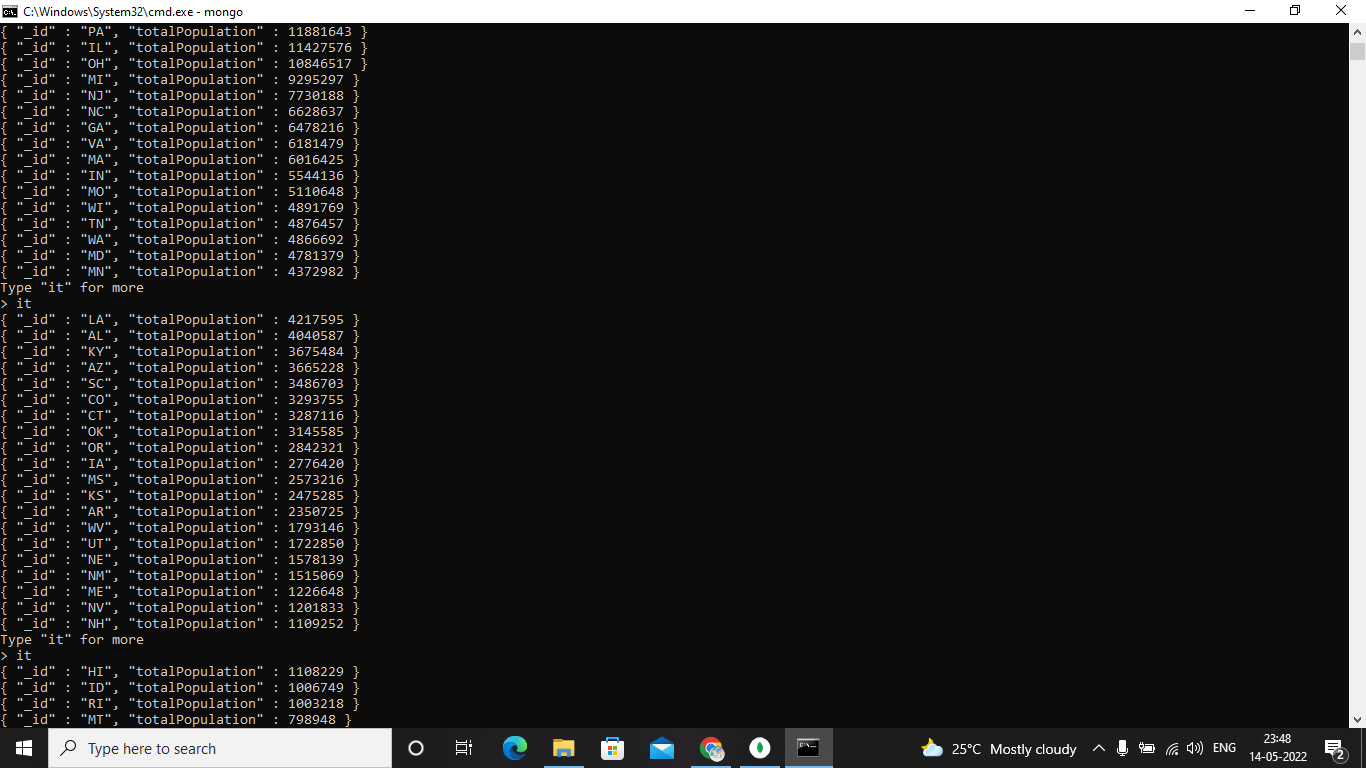 C:\Windows\System32\cmd.exe - mongo
{ "_id" : "PA", "totalPopulation" : 11881643 }
{ "_id" : "IL", "totalPopulation" : 11427576 }
{ "_id" : "OH", "totalPopulation" : 10846517 }
{ "_id" : "MI", "totalPopulation" : 9295297 }
{ "_id" : "NJ", "totalPopulation" : 7730188 }
{ "_id" : "NC", "totalPopulation" : 6628637 }
{ "_id" : "GA", "totalPopulation" : 6478216 }
{ "_id" : "VA", "totalPopulation" : 6181479 }
{ "_id" : "MA", "totalPopulation" : 6016425 }
{ "_id" : "IN", "totalPopulation" : 5544136 }
{ "_id" : "MO", "totalPopulation" : 5110648 }
{ "_id" : "WI", "totalPopulation" : 4891769 }
{ "_id" : "TN", "totalPopulation" : 4876457 }
{ "_id" : "WA", "totalPopulation" : 4866692 }
{ "_id" : "MD", "totalPopulation" : 4781379 }
{ "_id" : "MN", "totalPopulation" : 4372982 }
Type "it" for more
> it
{ "_id" : "LA", "totalPopulation" : 4217595 }
{ "_id" : "AL", "totalPopulation" : 4040587 }
{ "_id" : "KY", "totalPopulation" : 3675484 }
{ "_id" : "AZ", "totalPopulation" : 3665228 }
{ "_id" : "SC", "totalPopulation" : 3486703 }
{ "_id" : "CO", "totalPopulation" : 3293755 }
{ "_id" : "CT", "totalPopulation" : 3287116 }
{ "_id" : "OK", "totalPopulation" : 3145585 }
{ "_id" : "OR", "totalPopulation" : 2842321 }
{ "_id" : "IA", "totalPopulation" : 2776420 }
{ "_id" : "MS", "totalPopulation" : 2573216 }
{ "_id" : "KS", "totalPopulation" : 2475285 }
{ "_id" : "AR", "totalPopulation" : 2350725 }
{ "_id" : "WV", "totalPopulation" : 1793146 }
{ "_id" : "UT", "totalPopulation" : 1722850 }
{ "_id" : "NE", "totalPopulation" : 1578139 }
{ "_id" : "NM", "totalPopulation" : 1515069 }
{ "_id" : "ME", "totalPopulation" : 1226648 }
{ "_id" : "NV", "totalPopulation" : 1201833 }
{ "_id" : "NH", "totalPopulation" : 1109252 }
Type "it" for more
> it
{ "_id" : "HI", "totalPopulation" : 1108229 }
{ "_id" : "ID", "totalPopulation" : 1006749 }
{ "_id" : "RI", "totalPopulation" : 1003218 }
{ "_id" : "MT", "totalPopulation" : 798948 }
Type here to search
25°C Mostly cloudy
ENG
23:48
14-05-2022
2